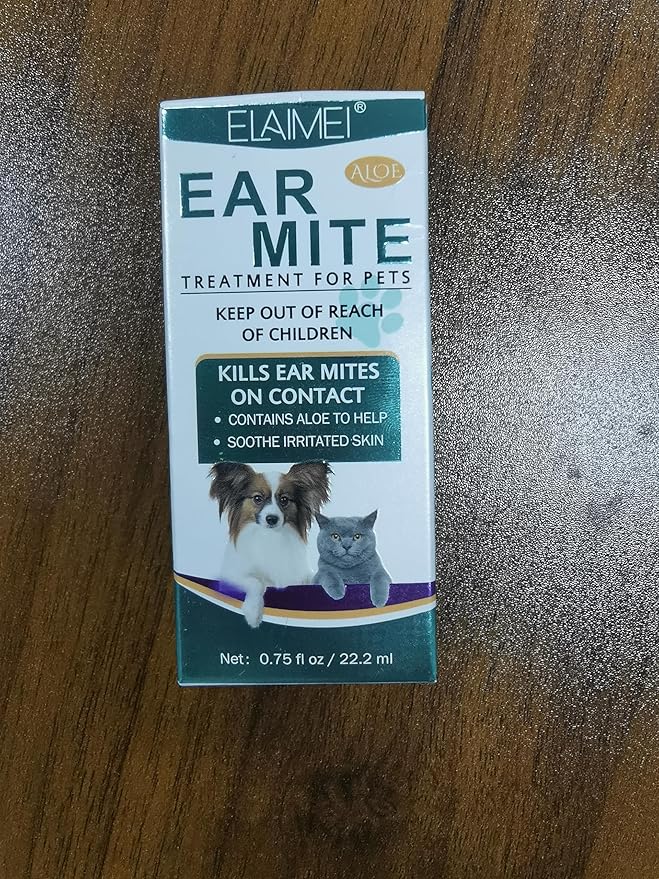 ELAIMEI®
ALOE
EAR
MITE
TREATMENT FOR PETS
KEEP OUT OF REACH
OF CHILDREN
KILLS EAR MITES
ON CONTACT
• CONTAINS ALOE TO HELP
• SOOTHE IRRITATED SKIN
Net: 0.75 fl oz / 22.2 ml